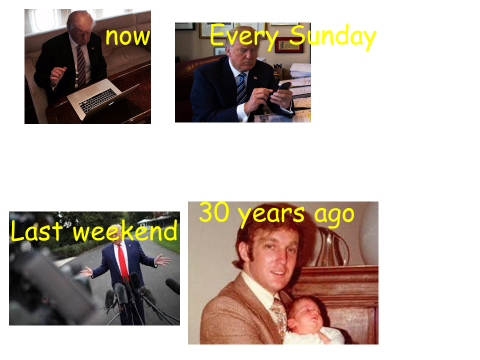 now
Every Sunday
Last weekend
30 years ago